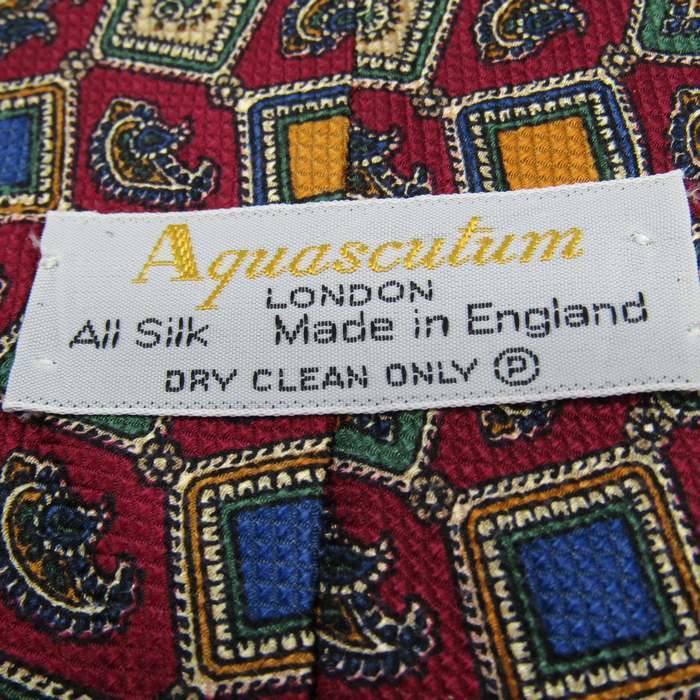 Aquascutum
LONDON
All Silk Made in England
DRY CLEAN ONLY Ⓟ